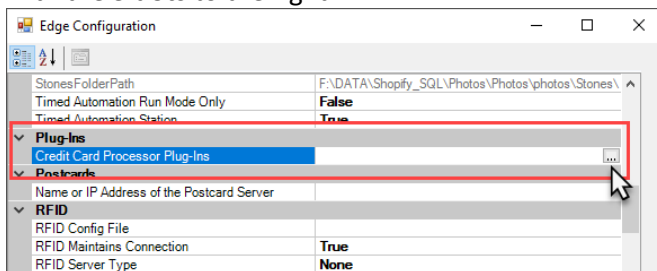 Edge Configuration
StonesFolderPath F:\DATA\Shopify_SQL\Photos\Photos\photos\Stones\
Timed Automation Run Mode Only False
Timed Automation Station True
Plug-Ins
Credit Card Processor Plug-Ins ...
Postcards
Name or IP Address of the Postcard Server
RFID
RFID Config File
RFID Maintains Connection True
RFID Server Type None